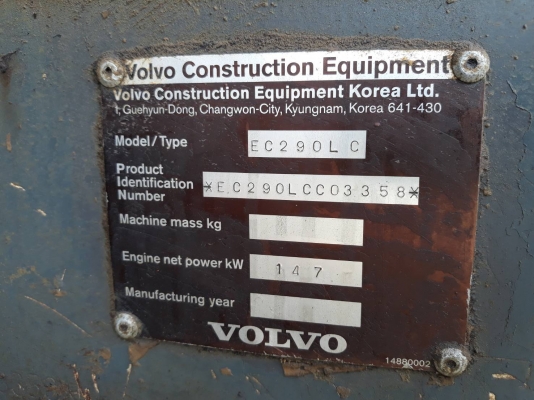 Volvo Construction Equipment
Volvo Construction Equipment Korea Ltd.
1, Guehyun-Dong, Changwon-City, Kyungnam, Korea 641-430
Model/Type EC290LC
Product
Identification
Number *EC290LCC03358*
Machine mass kg
Engine net power kW 147
Manufacturing year
VOLVO
14880002